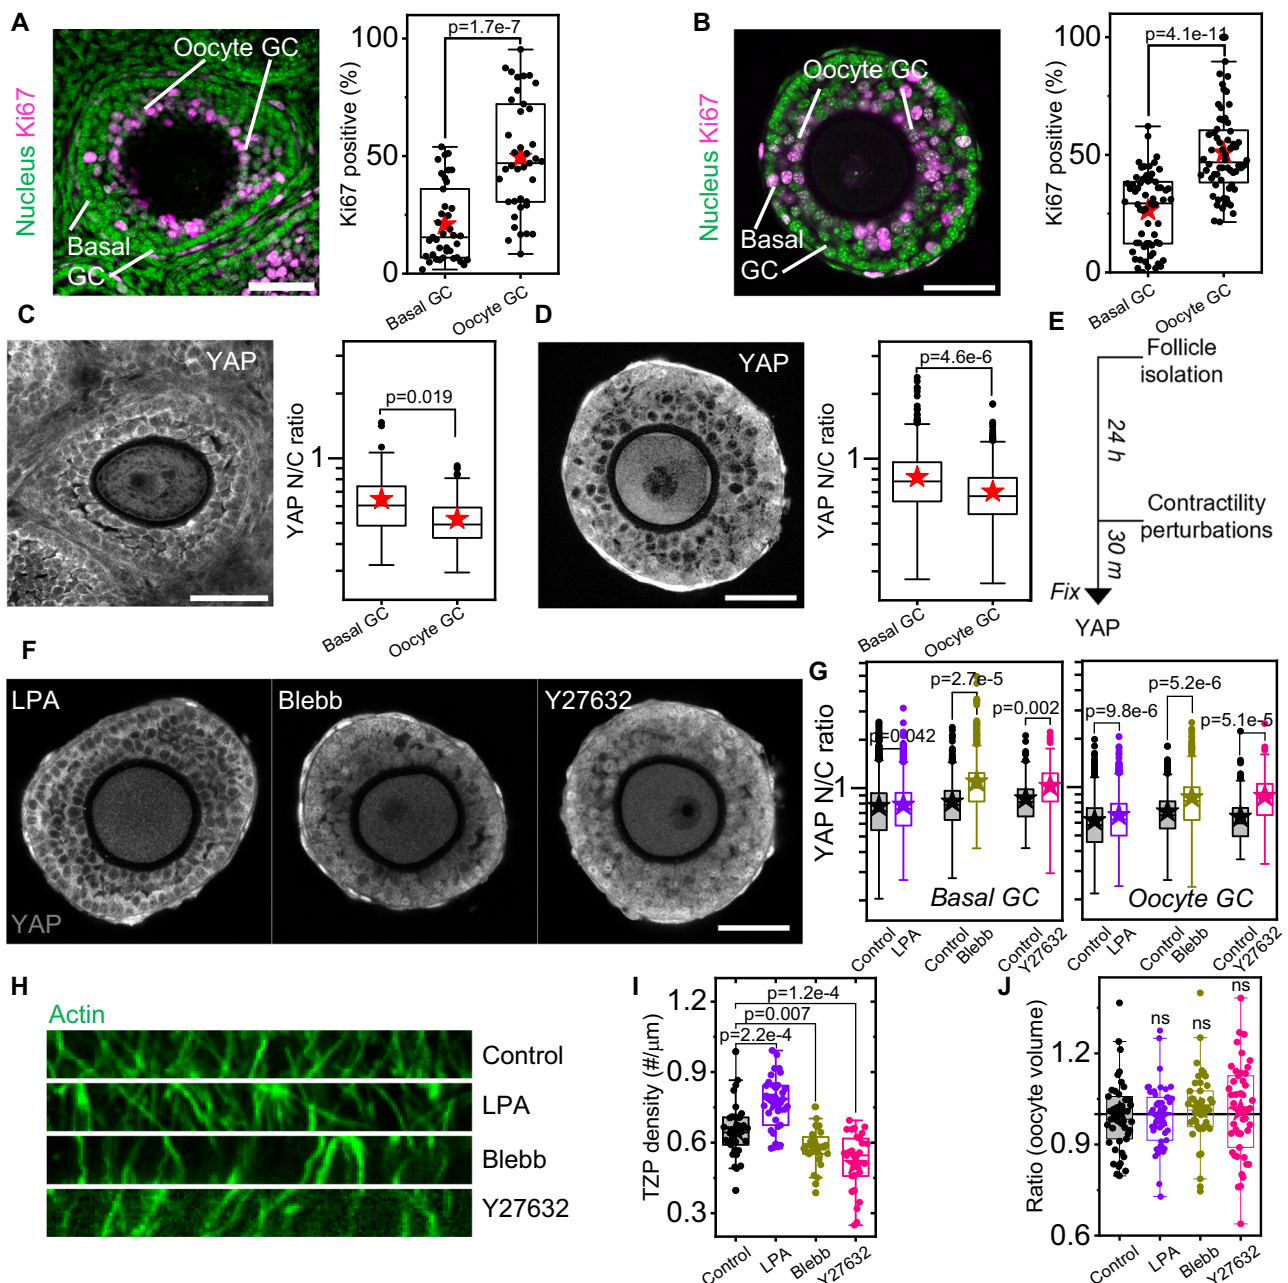 A
Nucleus Ki67
Oocyte GC
Basal
GC
Ki67 positive (%)
100
50
0
p=1.7e-7
Basal GC
Oocyte GC
B
Nucleus Ki67
Oocyte GC
Basal
GC
Ki67 positive (%)
100
50
0
p=4.1e-11
Basal GC
Oocyte GC
C
YAP
YAP N/C ratio
1
p=0.019
Basal GC
Oocyte GC
D
YAP
YAP N/C ratio
1
p=4.6e-6
Basal GC
Oocyte GC
E
Follicle
isolation
24 h
Contractility
perturbations
30 m
Fix
YAP
F
LPA
Blebb
Y27632
YAP
G
YAP N/C ratio
1
p=0.042
p=2.7e-5
p=0.002
Basal GC
Control
LPA
Control
Blebb
Control
Y27632
p=9.8e-6
p=5.2e-6
p=5.1e-5
Oocyte GC
Control
LPA
Control
Blebb
Control
Y27632
H
Actin
Control
LPA
Blebb
Y27632
I
TZP density (#/μm)
1.2
0.9
0.6
0.3
p=1.2e-4
p=0.007
p=2.2e-4
Control
LPA
Blebb
Y27632
J
Ratio (oocyte volume)
1.2
0.9
0.6
ns
ns
ns
Control
LPA
Blebb
Y27632